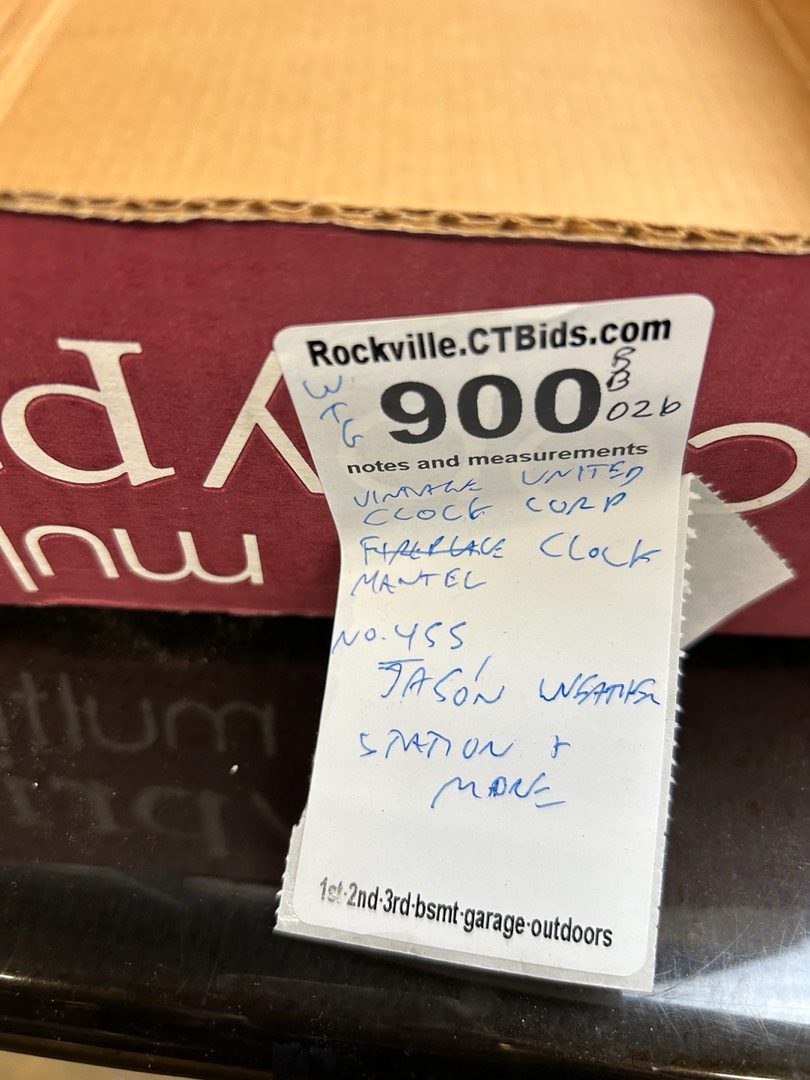 Rockville.CTBids.com
W
T
G
900
R
B
026
notes and measurements
VINTAGE UNITED
CLOCK CORP
FIREPLACE CLOCK
MANTEL
NO. 455
JASON WEATHER
STATION &
MORE
1st·2nd·3rd·bsmt·garage·outdoors